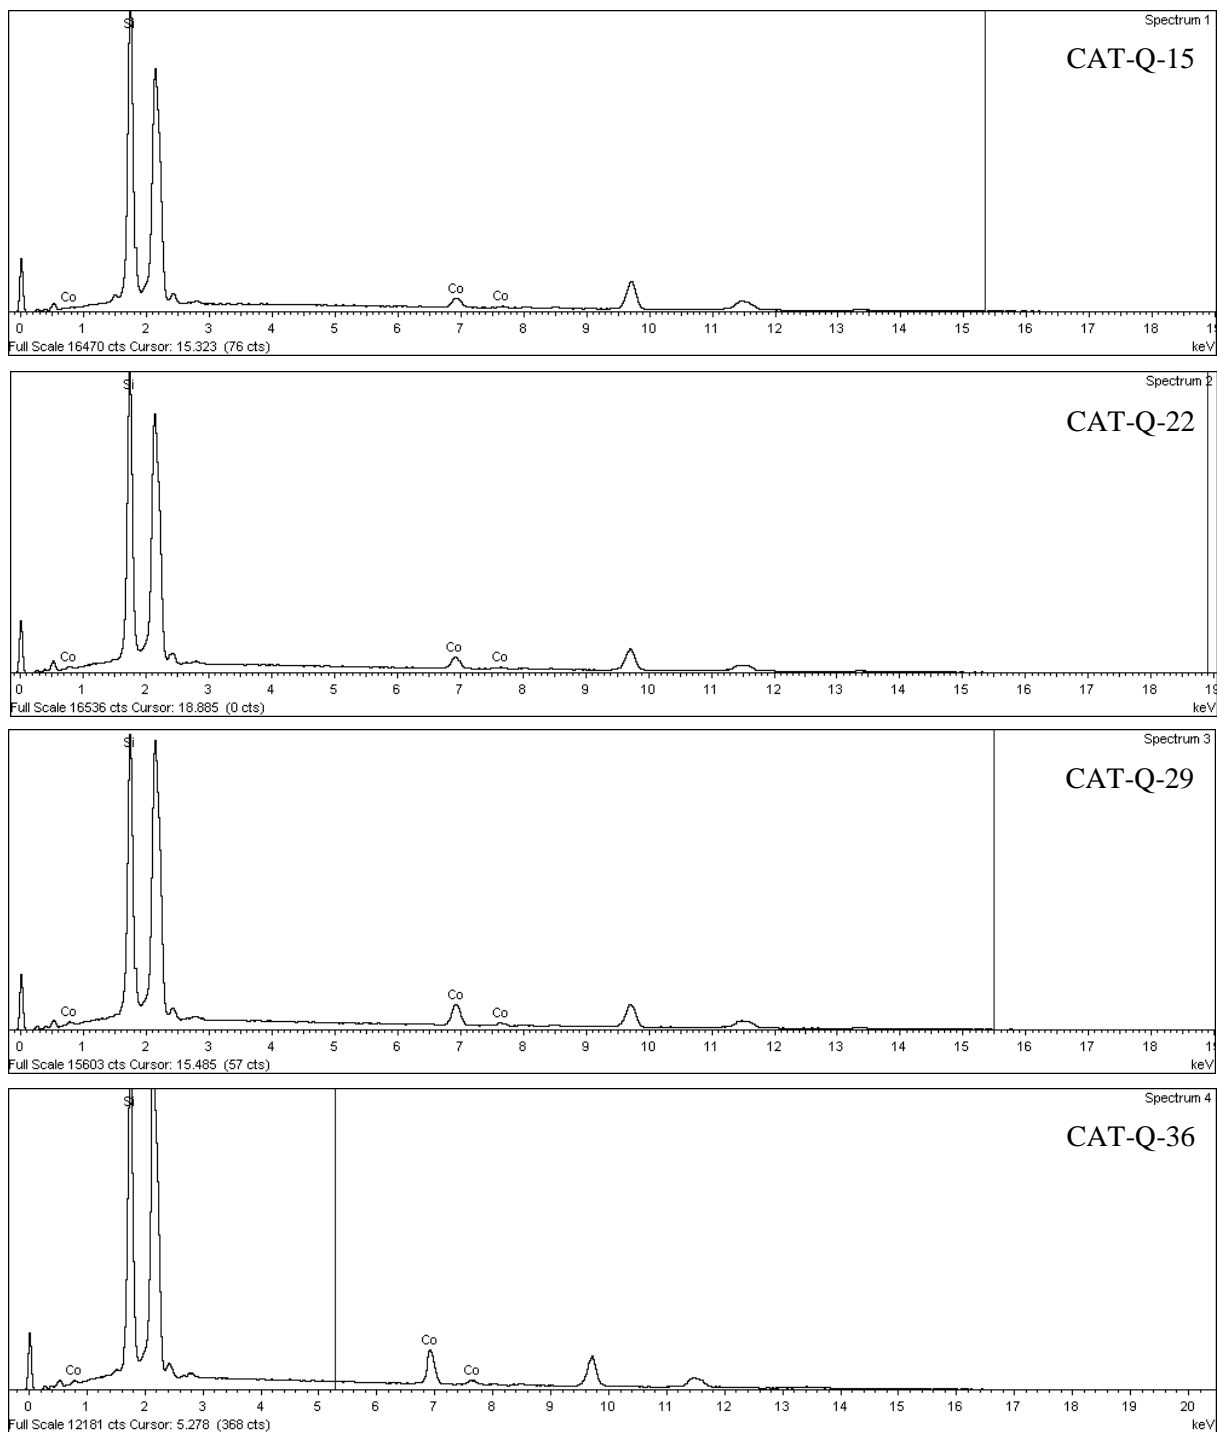 Si Spectrum 1
CAT-Q-15
Co Co Co
0 1 2 3 4 5 6 7 8 9 10 11 12 13 14 15 16 17 18 19
Full Scale 16470 cts Cursor: 15.323 (76 cts) keV
Si Spectrum 2
CAT-Q-22
Co Co Co
0 1 2 3 4 5 6 7 8 9 10 11 12 13 14 15 16 17 18 19
Full Scale 16536 cts Cursor: 18.885 (0 cts) keV
Si Spectrum 3
CAT-Q-29
Co Co Co
0 1 2 3 4 5 6 7 8 9 10 11 12 13 14 15 16 17 18 19
Full Scale 15603 cts Cursor: 15.485 (57 cts) keV
Si Spectrum 4
CAT-Q-36
Co Co Co
0 1 2 3 4 5 6 7 8 9 10 11 12 13 14 15 16 17 18 19 20
Full Scale 12181 cts Cursor: 5.278 (368 cts) keV